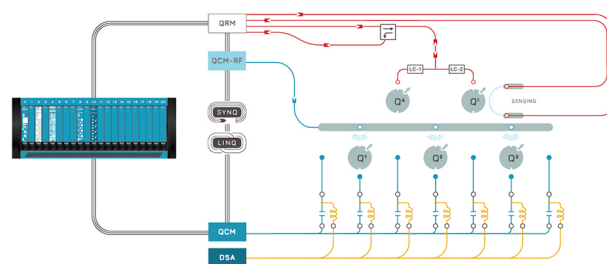 QRM
QCM-RF
SYNQ
LINQ
QCM
D5A
LC-1
LC-2
Q⁴
Q⁵
SENSING
Q¹
Q²
Q³